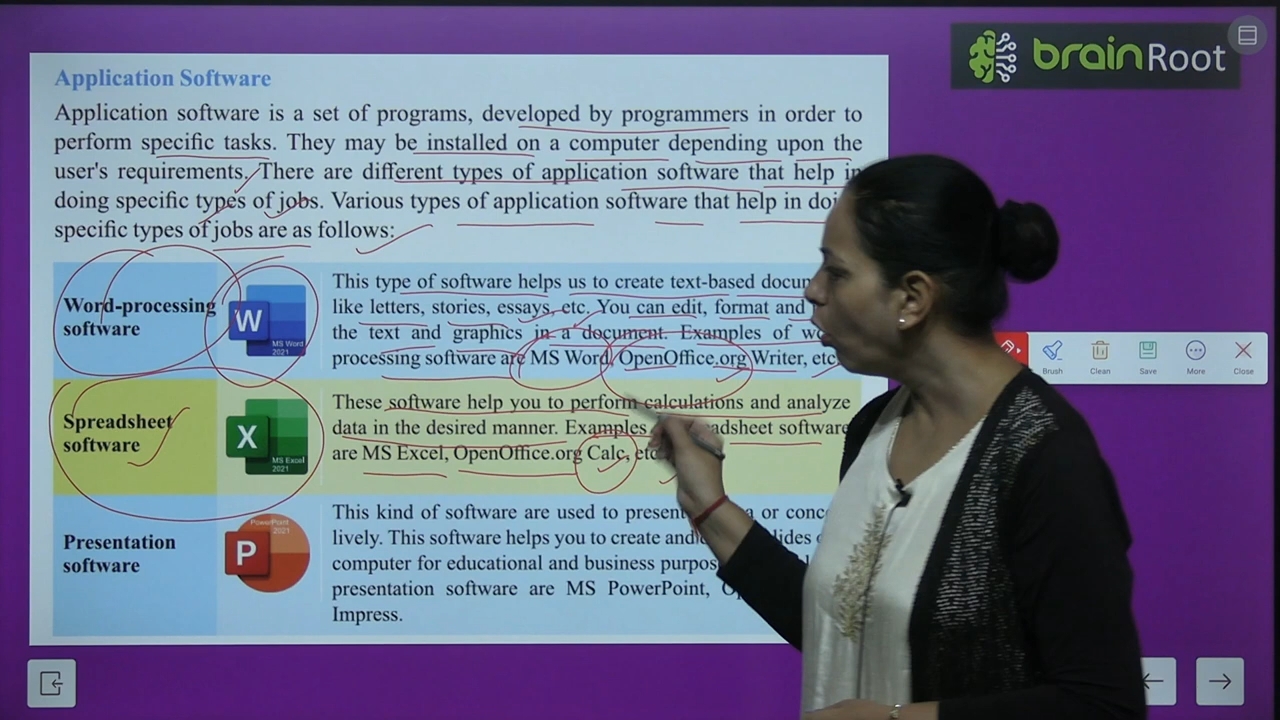 brainRoot
Application Software
Application software is a set of programs, developed by programmers in order to
perform specific tasks. They may be installed on a computer depending upon the
user's requirements. There are different types of application software that help in
doing specific types of jobs. Various types of application software that help in doi
specific types of jobs are as follows:
Word-processing
software
W
MS Word
2021
This type of software helps us to create text-based docum
like letters, stories, essays, etc. You can edit, format and
the text and graphics in a document. Examples of wo
processing software are MS Word, OpenOffice.org Writer, etc
Spreadsheet
software
X
MS Excel
2021
These software help you to perform calculations and analyze
data in the desired manner. Examples adsheet software
are MS Excel, OpenOffice.org Calc, etc
Presentation
software
PowerPoint
2021
P
This kind of software are used to present a or conc
lively. This software helps you to create and lides
computer for educational and business purpos
presentation software are MS PowerPoint, O
Impress.
Brush
Clean
Save
More
Close